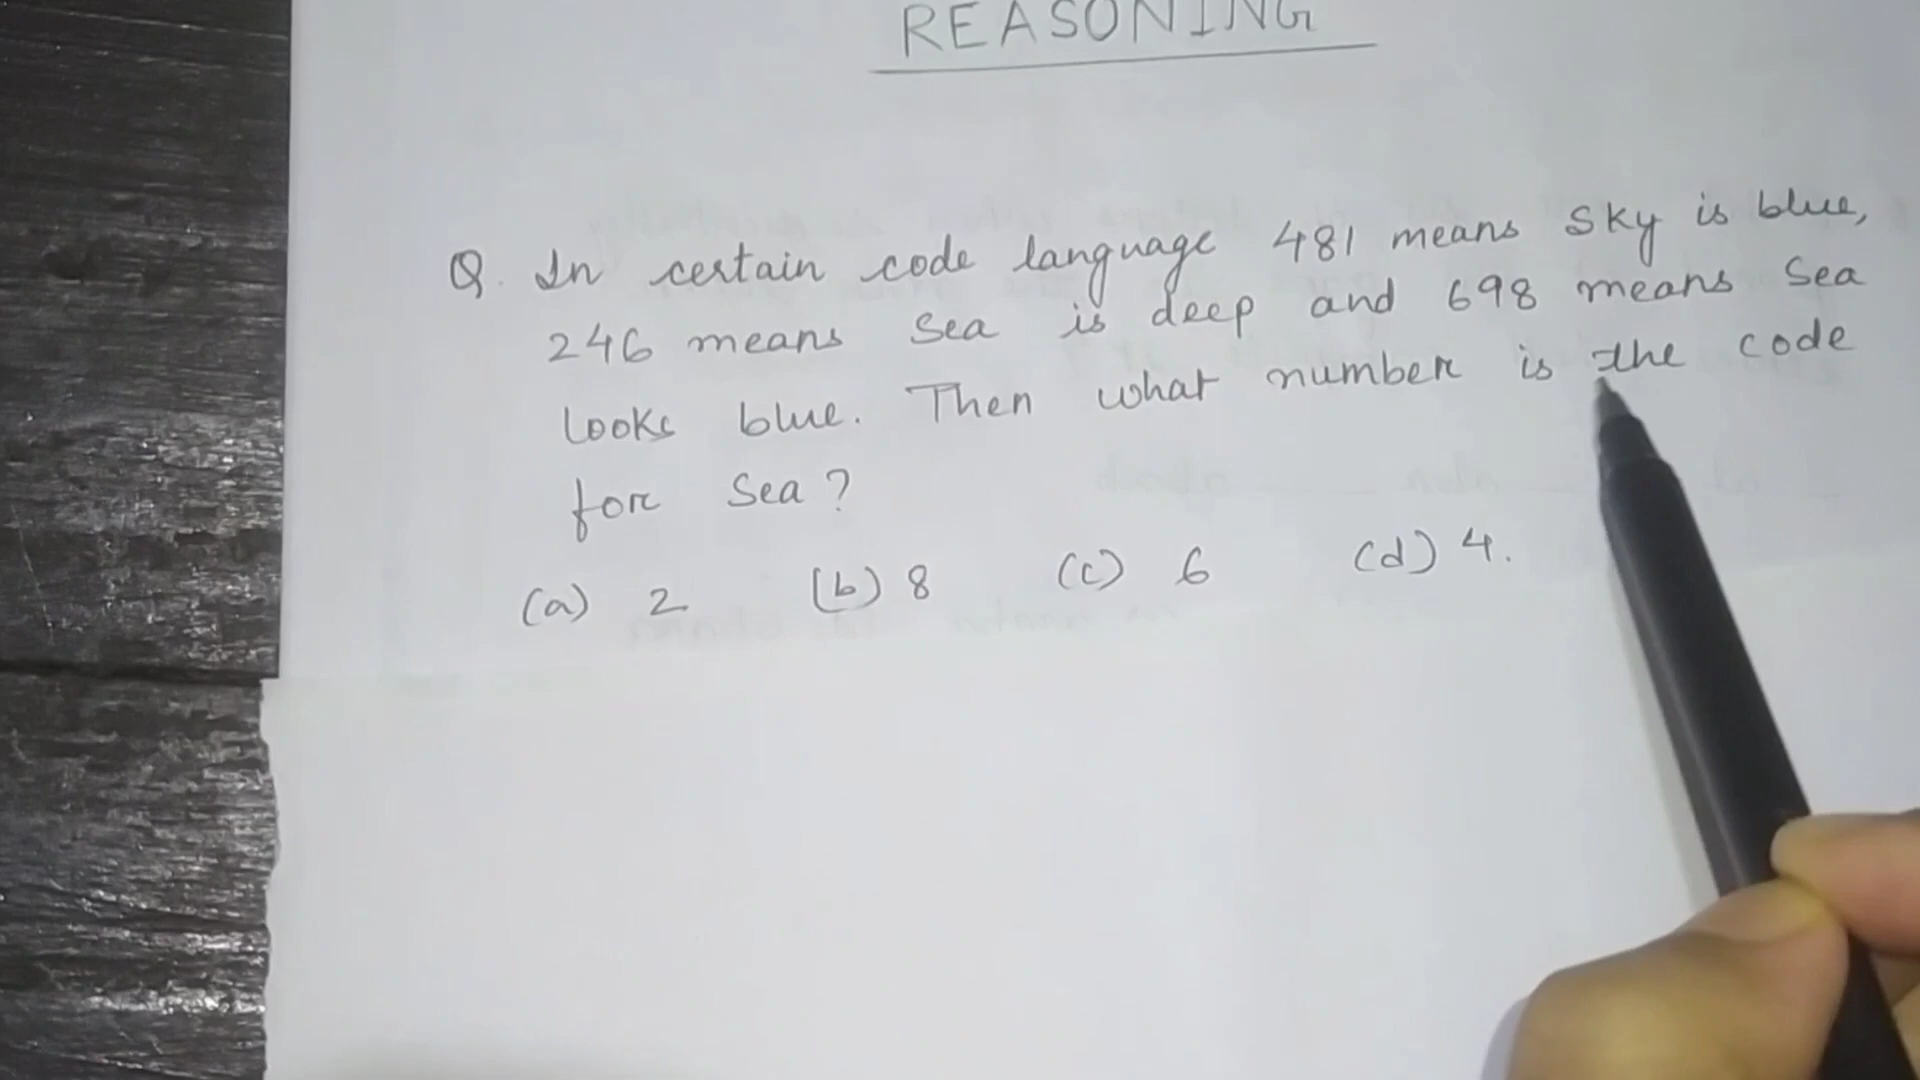 REASONING
Q. In certain code language 481 means Sky is blue,
246 means Sea is deep and 698 means Sea
looks blue. Then what number is the code
for Sea?
(a) 2 (b) 8 (c) 6 (d) 4.